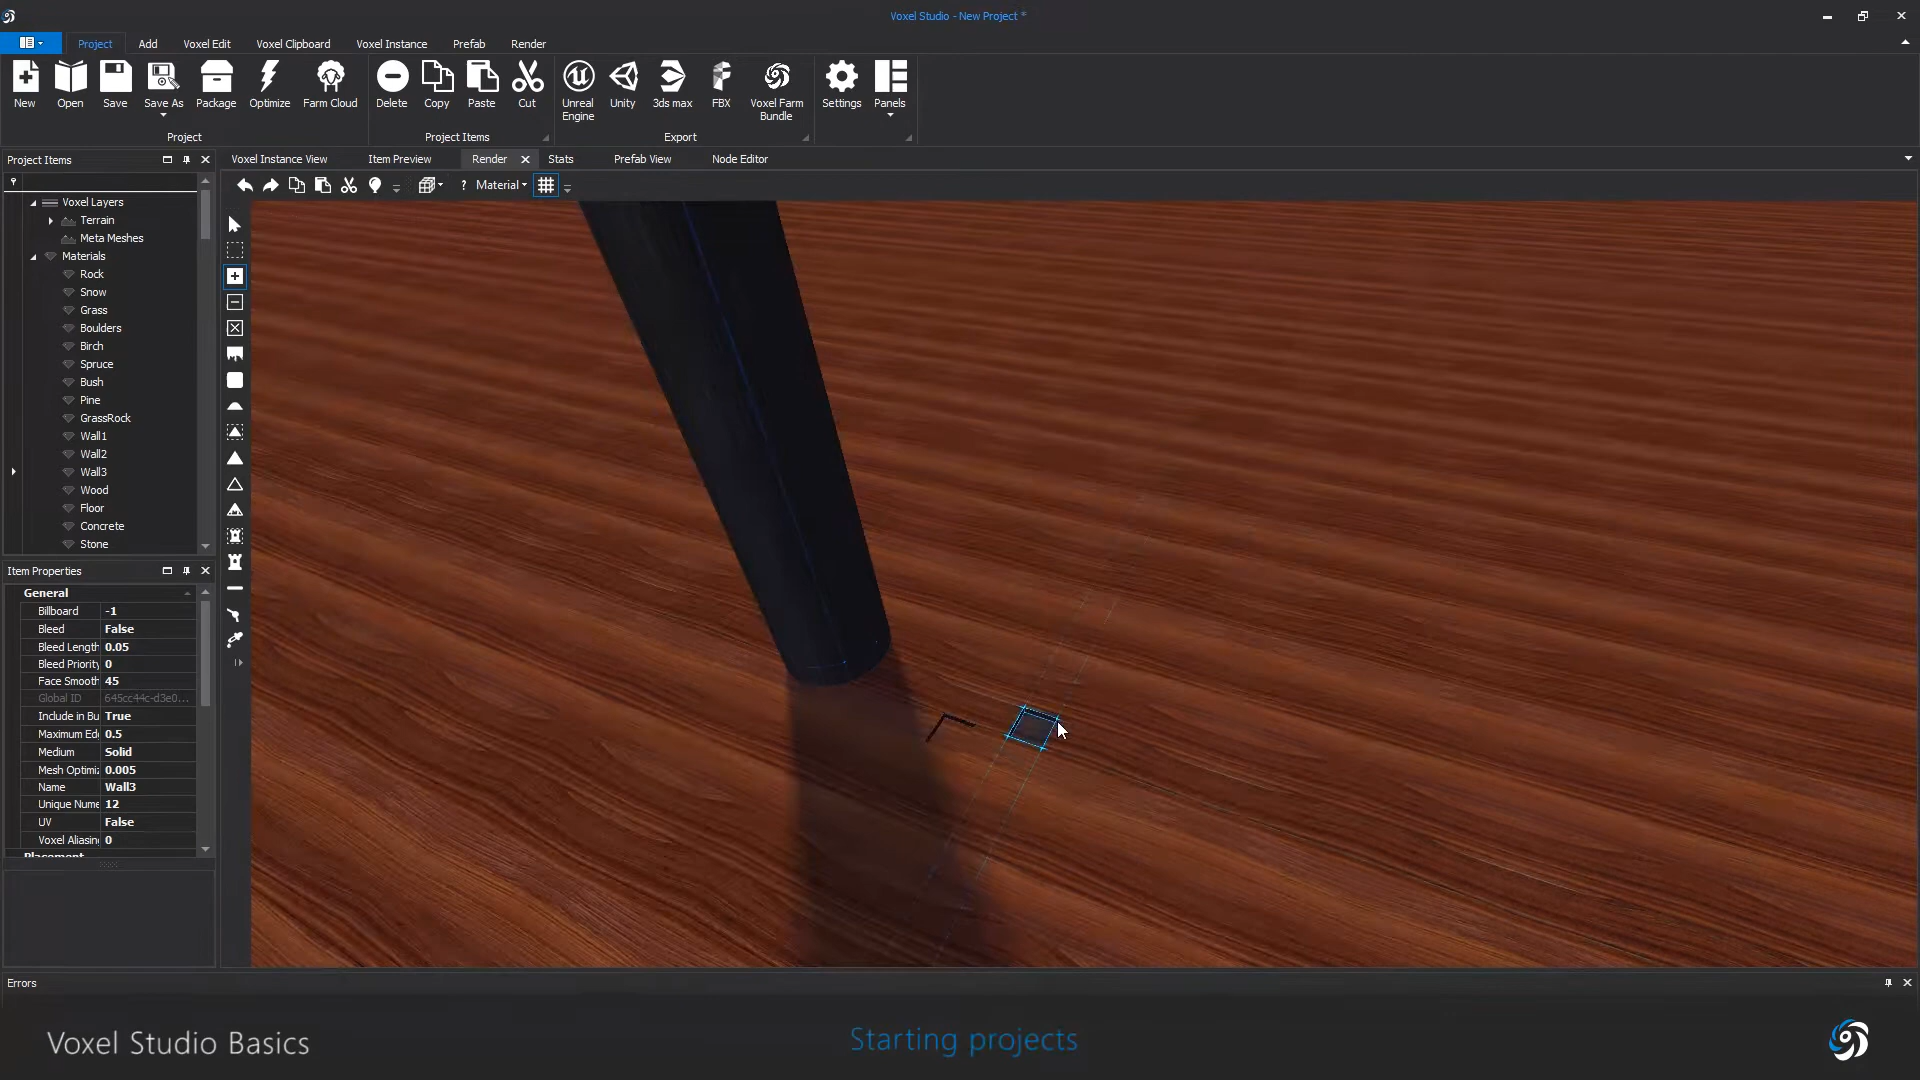 Voxel Studio - New Project *
Project Add Voxel Edit Voxel Clipboard Voxel Instance Prefab Render
New Open Save Save As Package Optimize Farm Cloud Delete Copy Paste Cut Unreal Engine Unity 3ds max FBX Voxel Farm Bundle Settings Panels
Project Project Items Export
Project Items Voxel Instance View Item Preview Render Stats Prefab View Node Editor
? Material
Voxel Layers
Terrain
Meta Meshes
Materials
Rock
Snow
Grass
Boulders
Birch
Spruce
Bush
Pine
GrassRock
Wall1
Wall2
Wall3
Wood
Floor
Concrete
Stone
Item Properties
General
Billboard -1
Bleed False
Bleed Length 0.05
Bleed Priority 0
Face Smooth 45
Global ID 645cc44c-d3e0...
Include in Bu True
Maximum Ed 0.5
Medium Solid
Mesh Optimiz 0.005
Name Wall3
Unique Nume 12
UV False
Voxel Aliasing 0
Placement
Errors
Voxel Studio Basics Starting projects